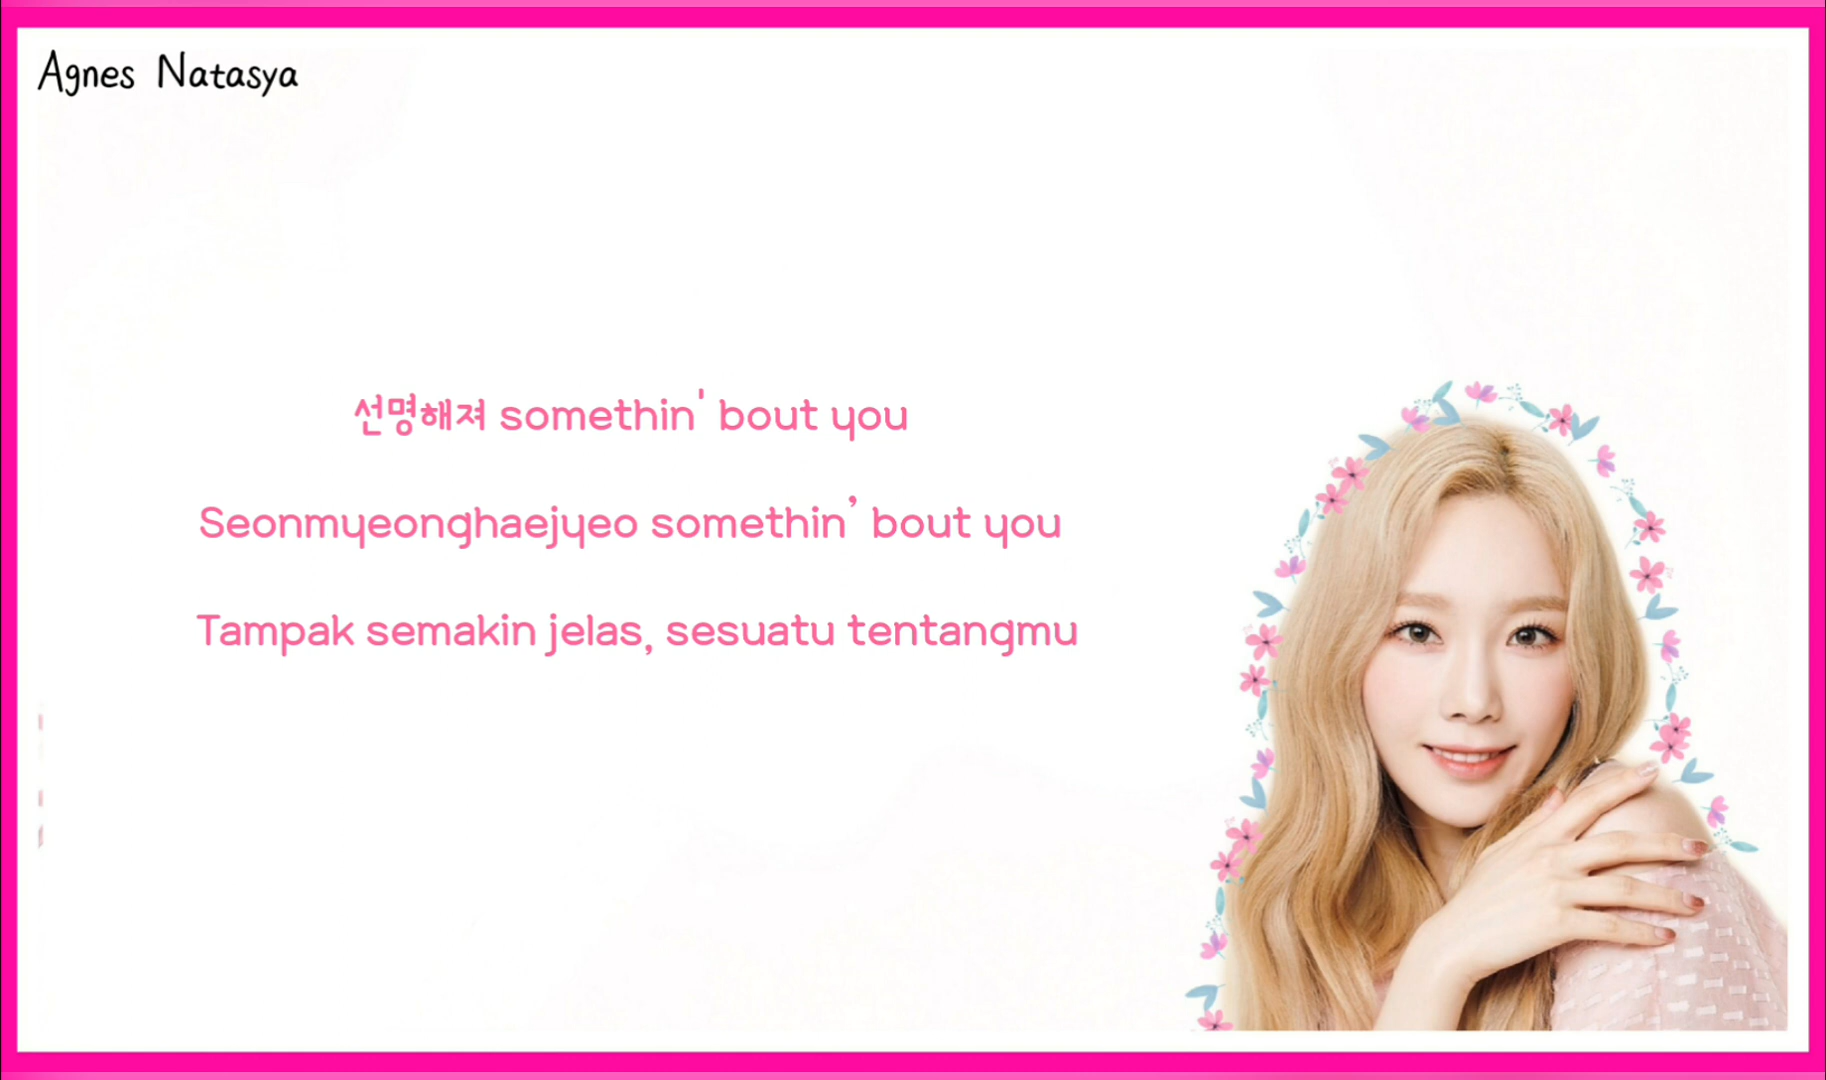 Agnes Natasya
선명해져 somethin' bout you
Seonmyeonghaejyeo somethin’ bout you
Tampak semakin jelas, sesuatu tentangmu